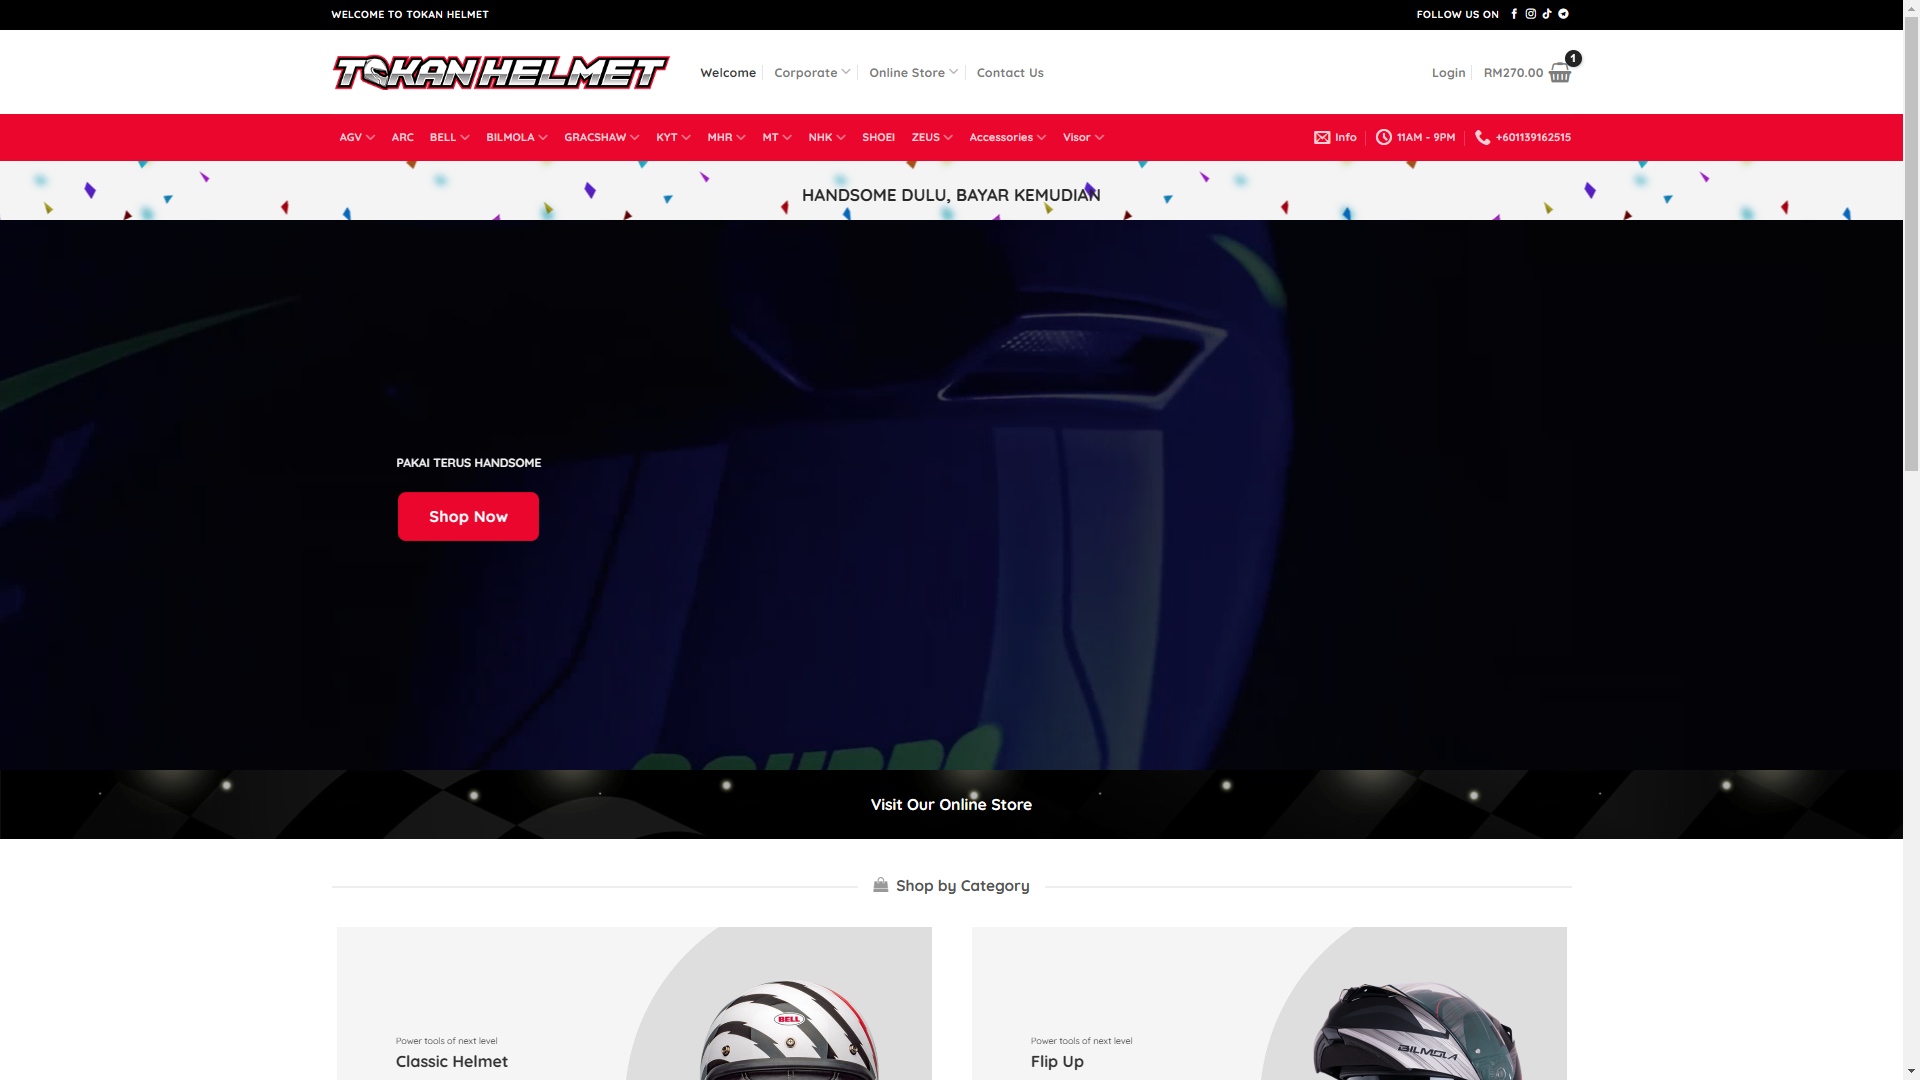 WELCOME TO TOKAN HELMET
FOLLOW US ON
TOKAN HELMET
Welcome
Corporate
Online Store
Contact Us
Login
RM270.00
1
AGV
ARC
BELL
BILMOLA
GRACSHAW
KYT
MHR
MT
NHK
SHOEI
ZEUS
Accessories
Visor
Info
11AM - 9PM
+601139162515
HANDSOME DULU, BAYAR KEMUDIAN
PAKAI TERUS HANDSOME
Shop Now
Visit Our Online Store
Shop by Category
BELL
Power tools of next level
Classic Helmet
BILMOLA
Power tools of next level
Flip Up